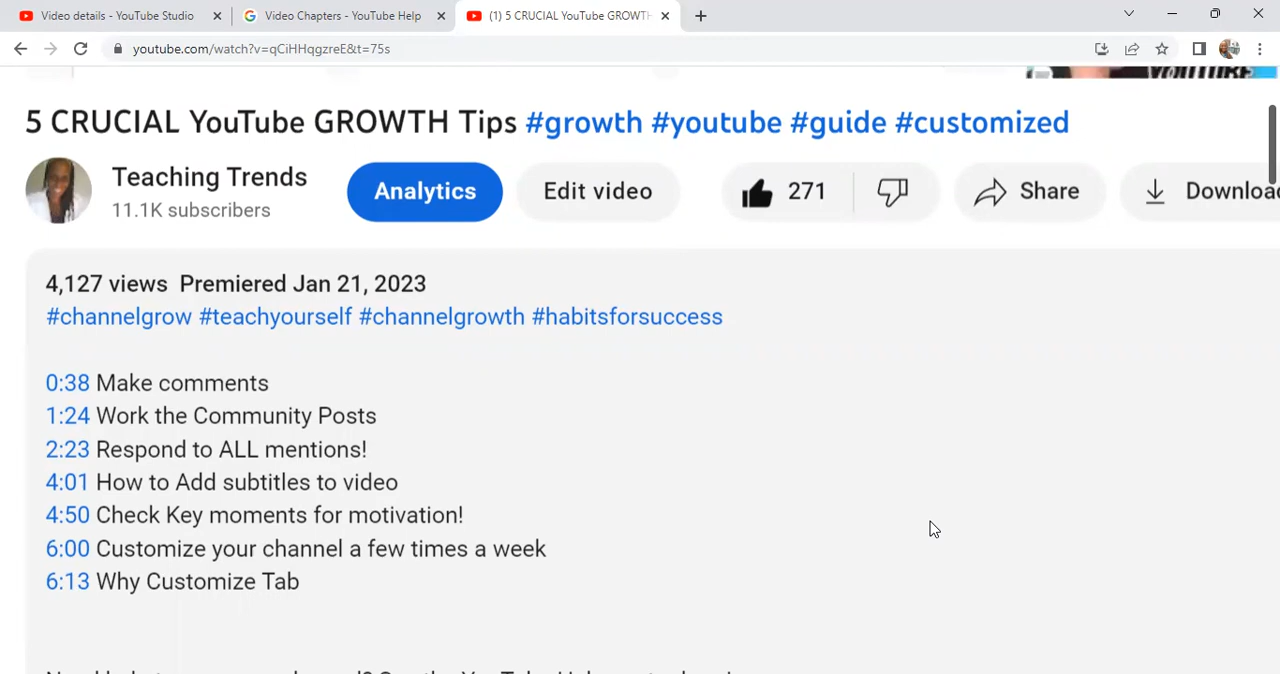 Video details - YouTube Studio
Video Chapters - YouTube Help
(1) 5 CRUCIAL YouTube GROWTH
youtube.com/watch?v=qCiHHqgzreE&t=75s
YOUTUBE
5 CRUCIAL YouTube GROWTH Tips #growth #youtube #guide #customized
Teaching Trends
11.1K subscribers
Analytics
Edit video
271
Share
Download
4,127 views Premiered Jan 21, 2023
#channelgrow #teachyourself #channelgrowth #habitsforsuccess
0:38 Make comments
1:24 Work the Community Posts
2:23 Respond to ALL mentions!
4:01 How to Add subtitles to video
4:50 Check Key moments for motivation!
6:00 Customize your channel a few times a week
6:13 Why Customize Tab